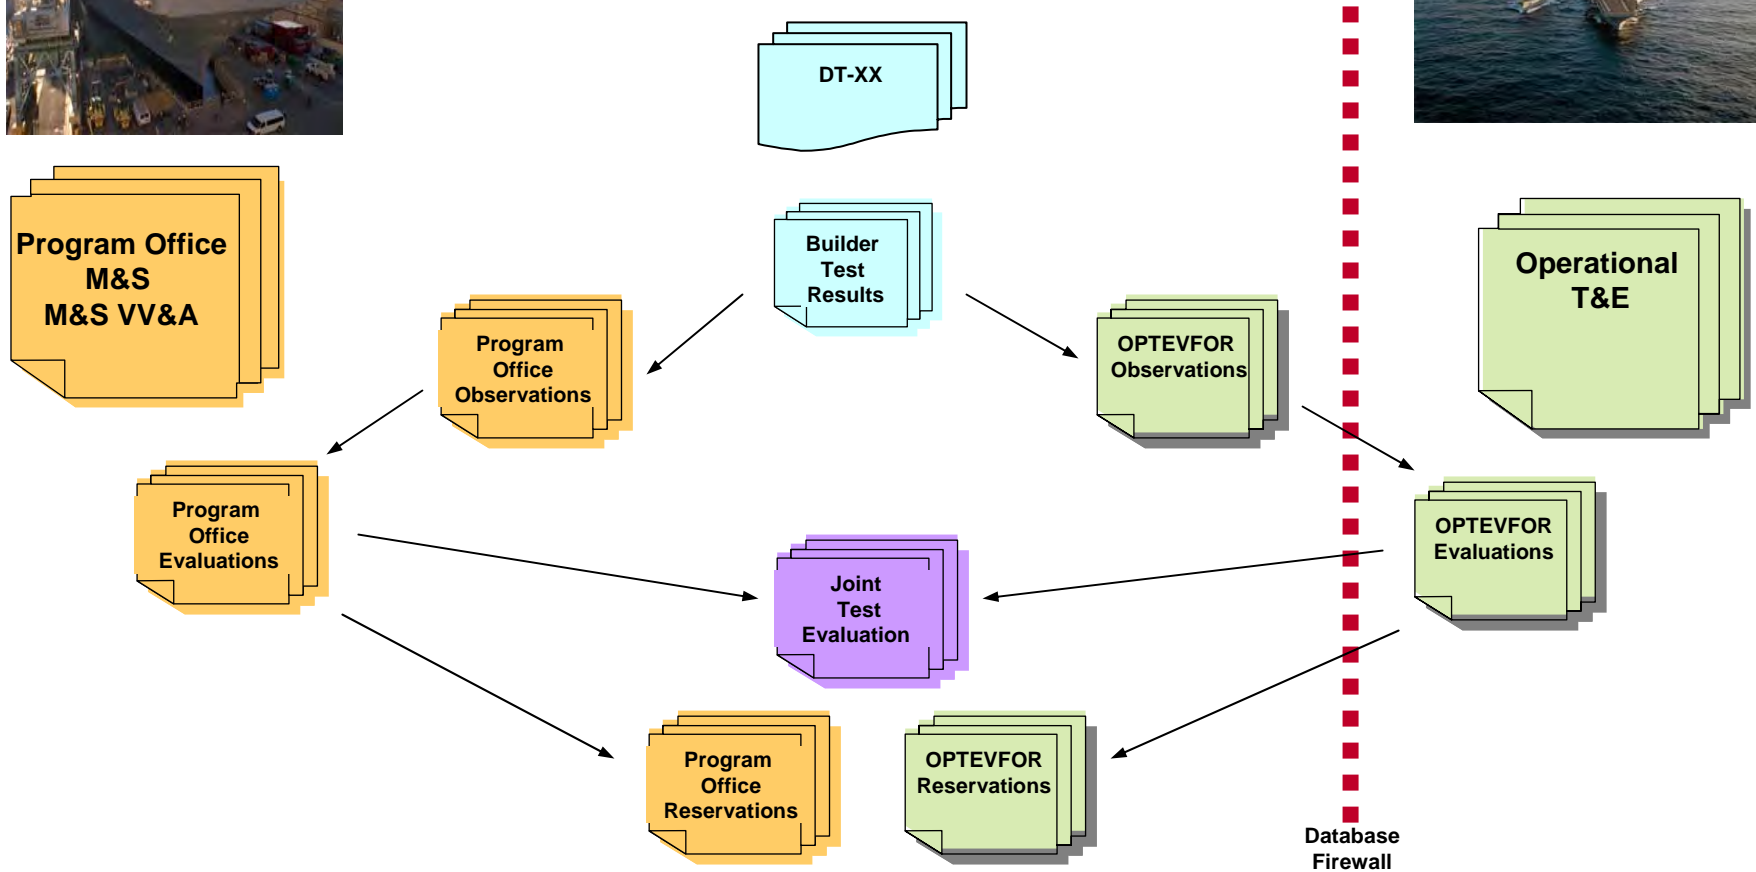 DT-XX
Program Office
M&S
M&S VV&A
Builder
Test
Results
Operational
T&E
Program
Office
Observations
OPTEVFOR
Observations
Program
Office
Evaluations
OPTEVFOR
Evaluations
Joint
Test
Evaluation
Program
Office
Reservations
OPTEVFOR
Reservations
Database
Firewall